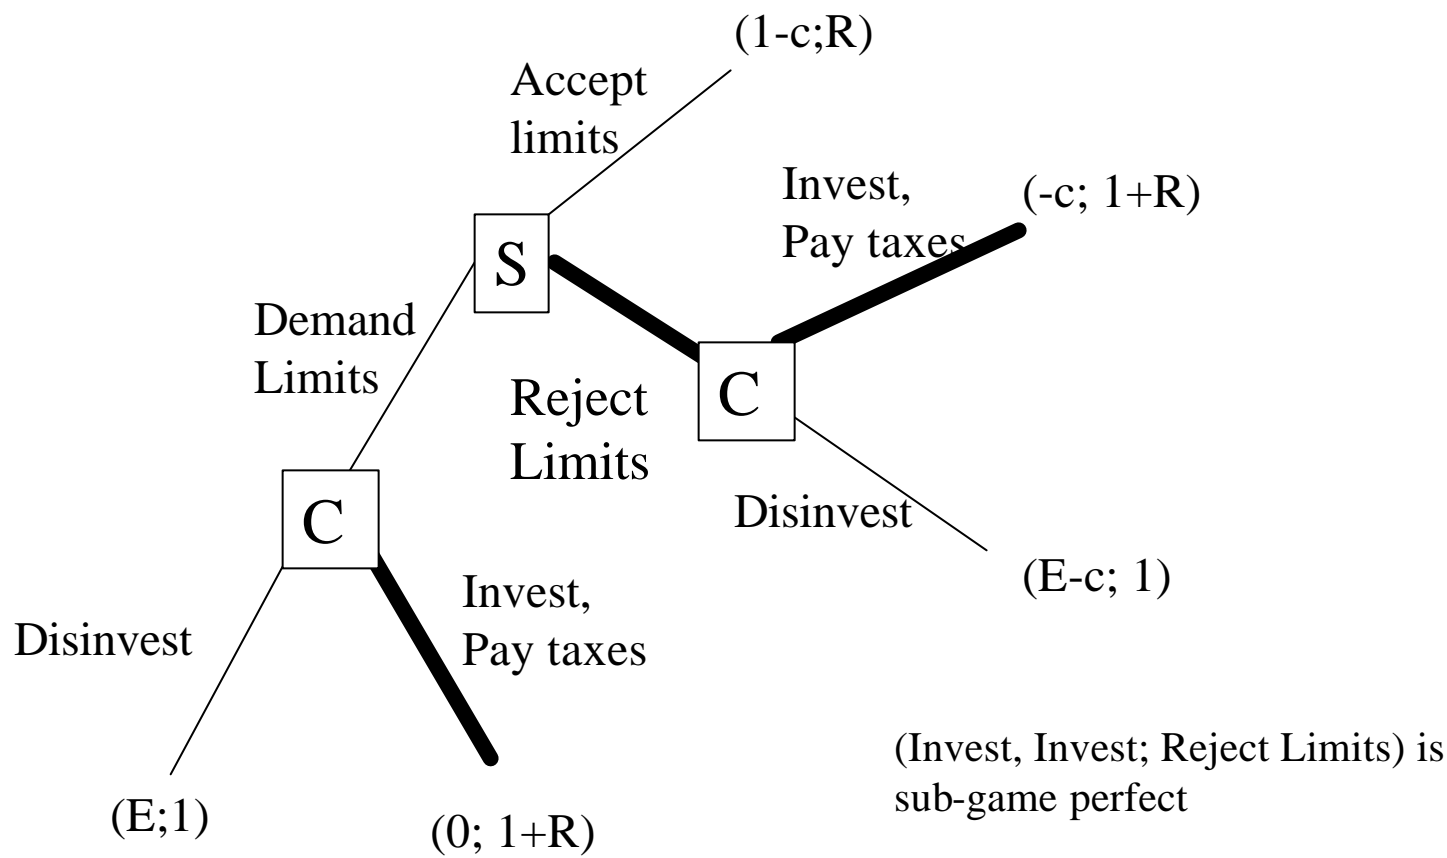 (1-c;R)
Accept
limits
Invest,
Pay taxes
(-c; 1+R)
S
Demand
Limits
Reject
Limits
C
Disinvest
(E-c; 1)
C
Disinvest
Invest,
Pay taxes
(E;1)
(0; 1+R)
(Invest, Invest; Reject Limits) is
sub-game perfect